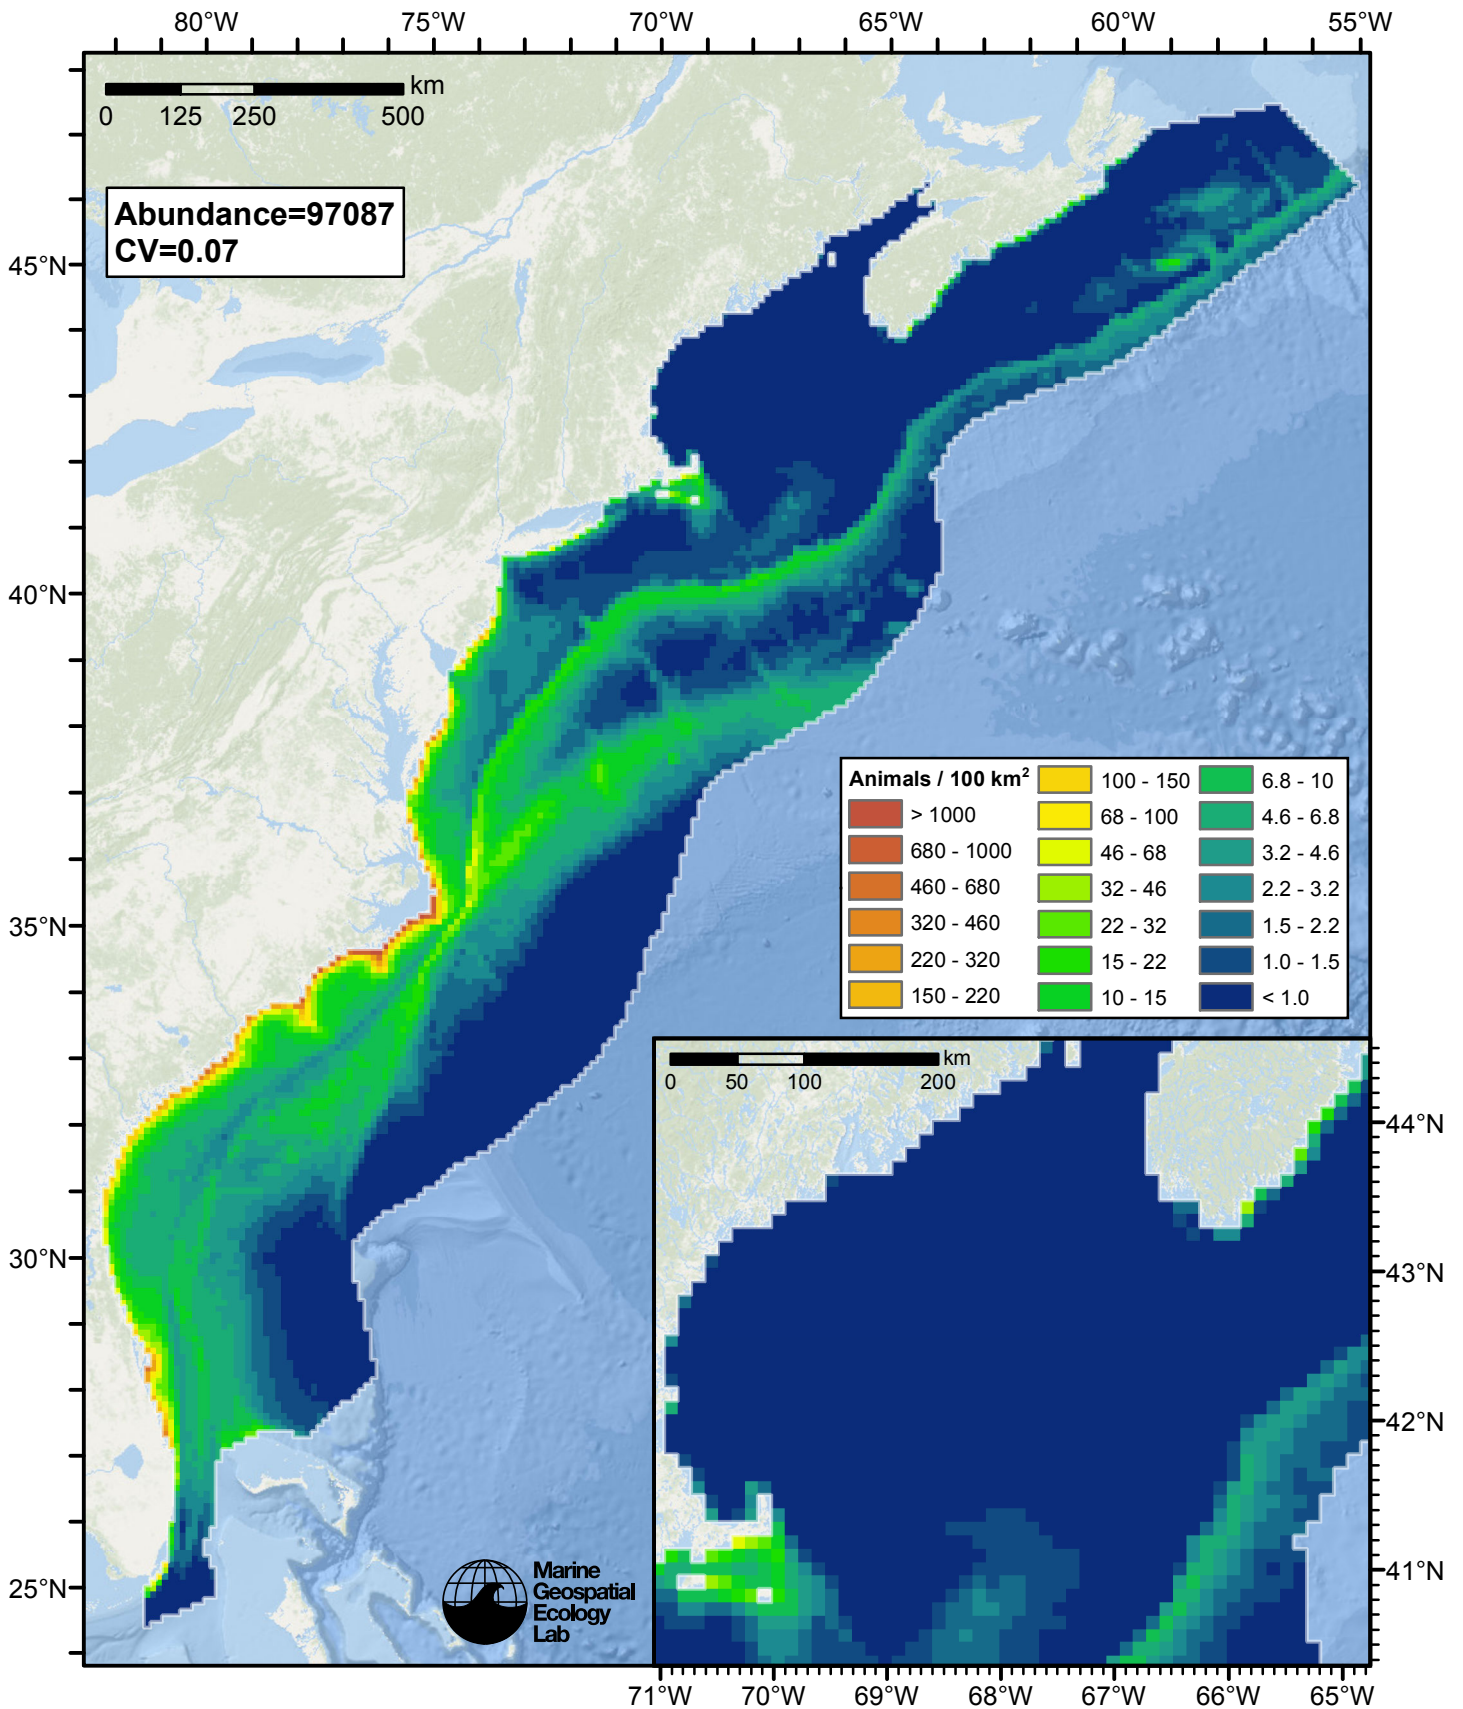 80°W 75°W 70°W 65°W 60°W 55°W
km
0 125 250 500
Abundance=97087
CV=0.07
45°N
40°N
35°N
30°N
25°N
Animals / 100 km²
> 1000
680 - 1000
460 - 680
320 - 460
220 - 320
150 - 220
100 - 150
68 - 100
46 - 68
32 - 46
22 - 32
15 - 22
10 - 15
6.8 - 10
4.6 - 6.8
3.2 - 4.6
2.2 - 3.2
1.5 - 2.2
1.0 - 1.5
< 1.0
km
0 50 100 200
44°N
43°N
42°N
41°N
Marine
Geospatial
Ecology
Lab
71°W 70°W 69°W 68°W 67°W 66°W 65°W